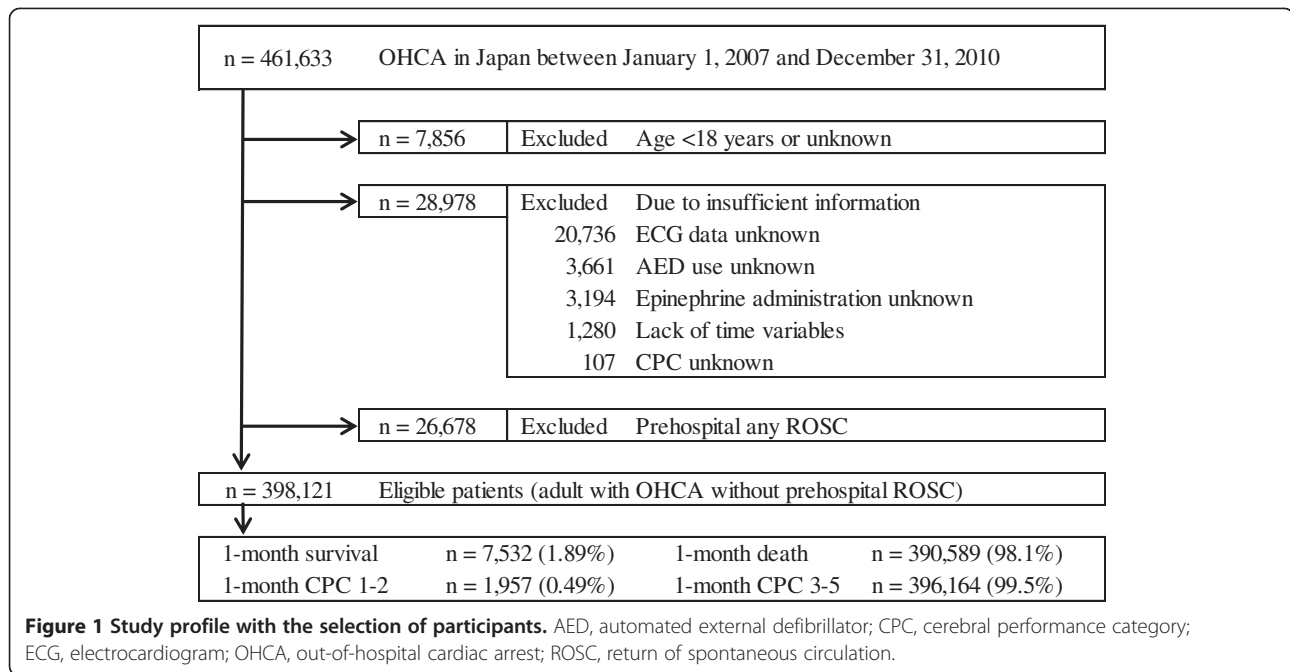 n = 461,633 OHCA in Japan between January 1, 2007 and December 31, 2010
n = 7,856 Excluded Age <18 years or unknown
n = 28,978 Excluded Due to insufficient information
20,736 ECG data unknown
3,661 AED use unknown
3,194 Epinephrine administration unknown
1,280 Lack of time variables
107 CPC unknown
n = 26,678 Excluded Prehospital any ROSC
n = 398,121 Eligible patients (adult with OHCA without prehospital ROSC)
1-month survival n = 7,532 (1.89%) 1-month death n = 390,589 (98.1%)
1-month CPC 1-2 n = 1,957 (0.49%) 1-month CPC 3-5 n = 396,164 (99.5%)
Figure 1 Study profile with the selection of participants. AED, automated external defibrillator; CPC, cerebral performance category;
ECG, electrocardiogram; OHCA, out-of-hospital cardiac arrest; ROSC, return of spontaneous circulation.